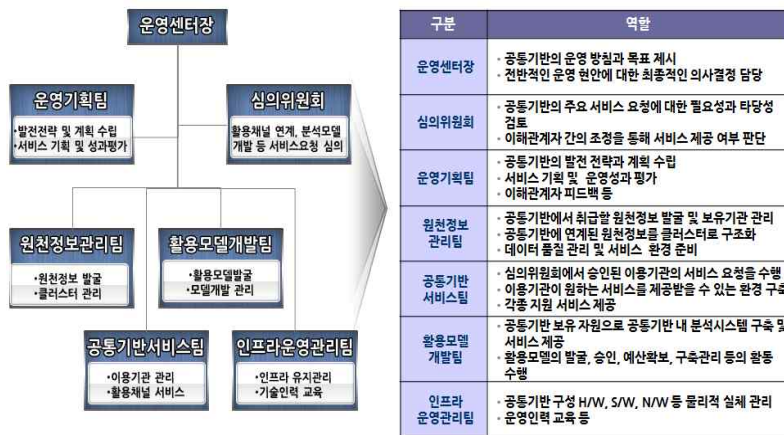 운영센터장
운영기획팀
•발전전략 및 계획 수립
•서비스 기획 및 성과평가
심의위원회
활용채널 연계, 분석모델
개발 등 서비스요청 심의
원천정보관리팀
•원천정보 발굴
•클러스터 관리
활용모델개발팀
•활용모델발굴
•모델개발 관리
공통기반서비스팀
•이용기관 관리
•활용채널 서비스
인프라운영관리팀
•인프라 유지관리
•기술인력 교육
구분 역할
운영센터장
• 공통기반의 운영 방침과 목표 제시
• 전반적인 운영 현안에 대한 최종적인 의사결정 담당
심의위원회
• 공통기반의 주요 서비스 요청에 대한 필요성과 타당성
검토
• 이해관계자 간의 조정을 통해 서비스 제공 여부 판단
운영기획팀
• 공통기반의 발전 전략과 계획 수립
• 서비스 기획 및 운영성과 평가
• 이해관계자 피드백 등
원천정보
관리팀
• 공통기반에서 취급할 원천정보 발굴 및 보유기관 관리
• 공통기반에 연계된 원천정보를 클러스터로 구조화
• 데이터 품질 관리 및 서비스 환경 준비
공통기반
서비스팀
• 심의위원회에서 승인된 이용기관의 서비스 요청을 수행
• 이용기관이 원하는 서비스를 제공받을 수 있는 환경 구축
• 각종 지원 서비스 제공
활용모델
개발팀
• 공통기반 보유 자원으로 공통기반 내 분석시스템 구축 및
서비스 제공
• 활용모델의 발굴, 승인, 예산확보, 구축관리 등의 활동
수행
인프라
운영관리팀
• 공통기반 구성 H/W, S/W, N/W 등 물리적 실체 관리
• 운영인력 교육 등